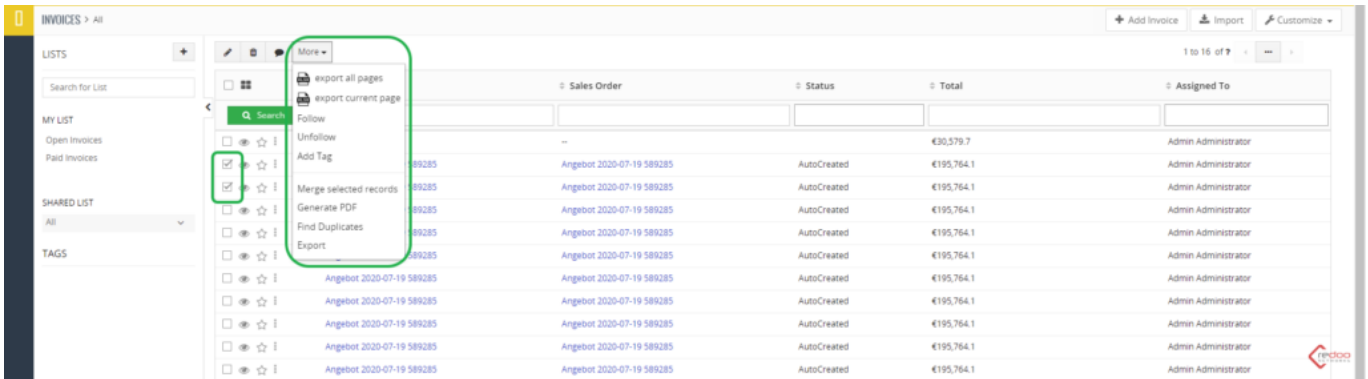 INVOICES > All
Add Invoice
Import
Customize
LISTS
+
More
1 to 16 of ?
Search for List
export all pages
export current page
Follow
Unfollow
Add Tag
Merge selected records
Generate PDF
Find Duplicates
Export
Sales Order
Status
Total
Assigned To
Search
MY LIST
Open Invoices
Paid Invoices
SHARED LIST
All
TAGS
-- €30,579.7 Admin Administrator
589285 Angebot 2020-07-19 589285 AutoCreated €195,764.1 Admin Administrator
589285 Angebot 2020-07-19 589285 AutoCreated €195,764.1 Admin Administrator
589285 Angebot 2020-07-19 589285 AutoCreated €195,764.1 Admin Administrator
589285 Angebot 2020-07-19 589285 AutoCreated €195,764.1 Admin Administrator
589285 Angebot 2020-07-19 589285 AutoCreated €195,764.1 Admin Administrator
Angebot 2020-07-19 589285 Angebot 2020-07-19 589285 AutoCreated €195,764.1 Admin Administrator
Angebot 2020-07-19 589285 Angebot 2020-07-19 589285 AutoCreated €195,764.1 Admin Administrator
Angebot 2020-07-19 589285 Angebot 2020-07-19 589285 AutoCreated €195,764.1 Admin Administrator
Angebot 2020-07-19 589285 Angebot 2020-07-19 589285 AutoCreated €195,764.1 Admin Administrator
Angebot 2020-07-19 589285 Angebot 2020-07-19 589285 AutoCreated €195,764.1 Admin Administrator
redoo